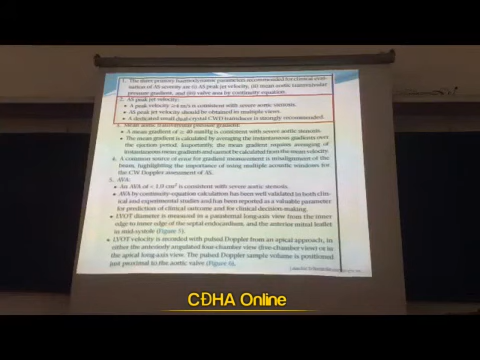 1. The three primary haemodynamic parameters recommended for clinical eval-
uation of AS severity are (i) AS peak jet velocity, (ii) mean aortic transvalvular
pressure gradient, and (iii) valve area by continuity equation.
2. AS peak jet velocity:
• A peak velocity ≥4 m/s is consistent with severe aortic stenosis.
• AS peak jet velocity should be obtained in multiple views.
• A dedicated small dual-crystal CWD transducer is strongly recommended.
3. Mean aortic transvalvular pressure gradient:
• A mean gradient of ≥ 40 mmHg is consistent with severe aortic stenosis.
• The mean gradient is calculated by averaging the instantaneous gradients over
the ejection period. Importantly, the mean gradient requires averaging of
instantaneous mean gradients and cannot be calculated from the mean velocity.
4. A common source of error for gradient measurement is misalignment of the
beam, highlighting the importance of using multiple acoustic windows for
the CW Doppler assessment of AS.
5. AVA:
• An AVA of < 1.0 cm² is consistent with severe aortic stenosis.
• AVA by continuity-equation calculation has been well validated in both clini-
cal and experimental studies and has been reported as a valuable parameter
for prediction of clinical outcome and for clinical decision-making.
• LVOT diameter is measured in a parasternal long-axis view from the inner
edge to inner edge of the septal endocardium, and the anterior mitral leaflet
in mid-systole (Figure 5).
• LVOT velocity is recorded with pulsed Doppler from an apical approach, in
either the anteriorly angulated four-chamber view (five-chamber view) or in
the apical long-axis view. The pulsed Doppler sample volume is positioned
just proximal to the aortic valve (Figure 6).
CDHA Online